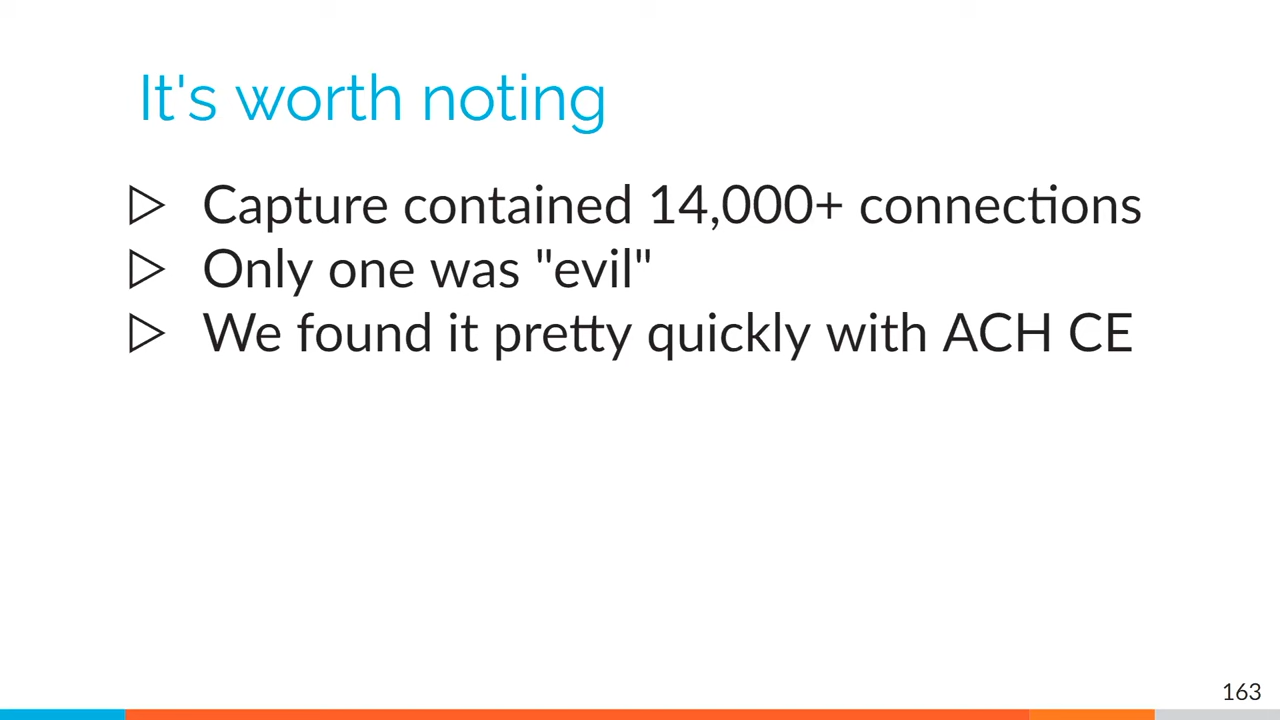 It's worth noting
▷ Capture contained 14,000+ connections
▷ Only one was "evil"
▷ We found it pretty quickly with ACH CE
163